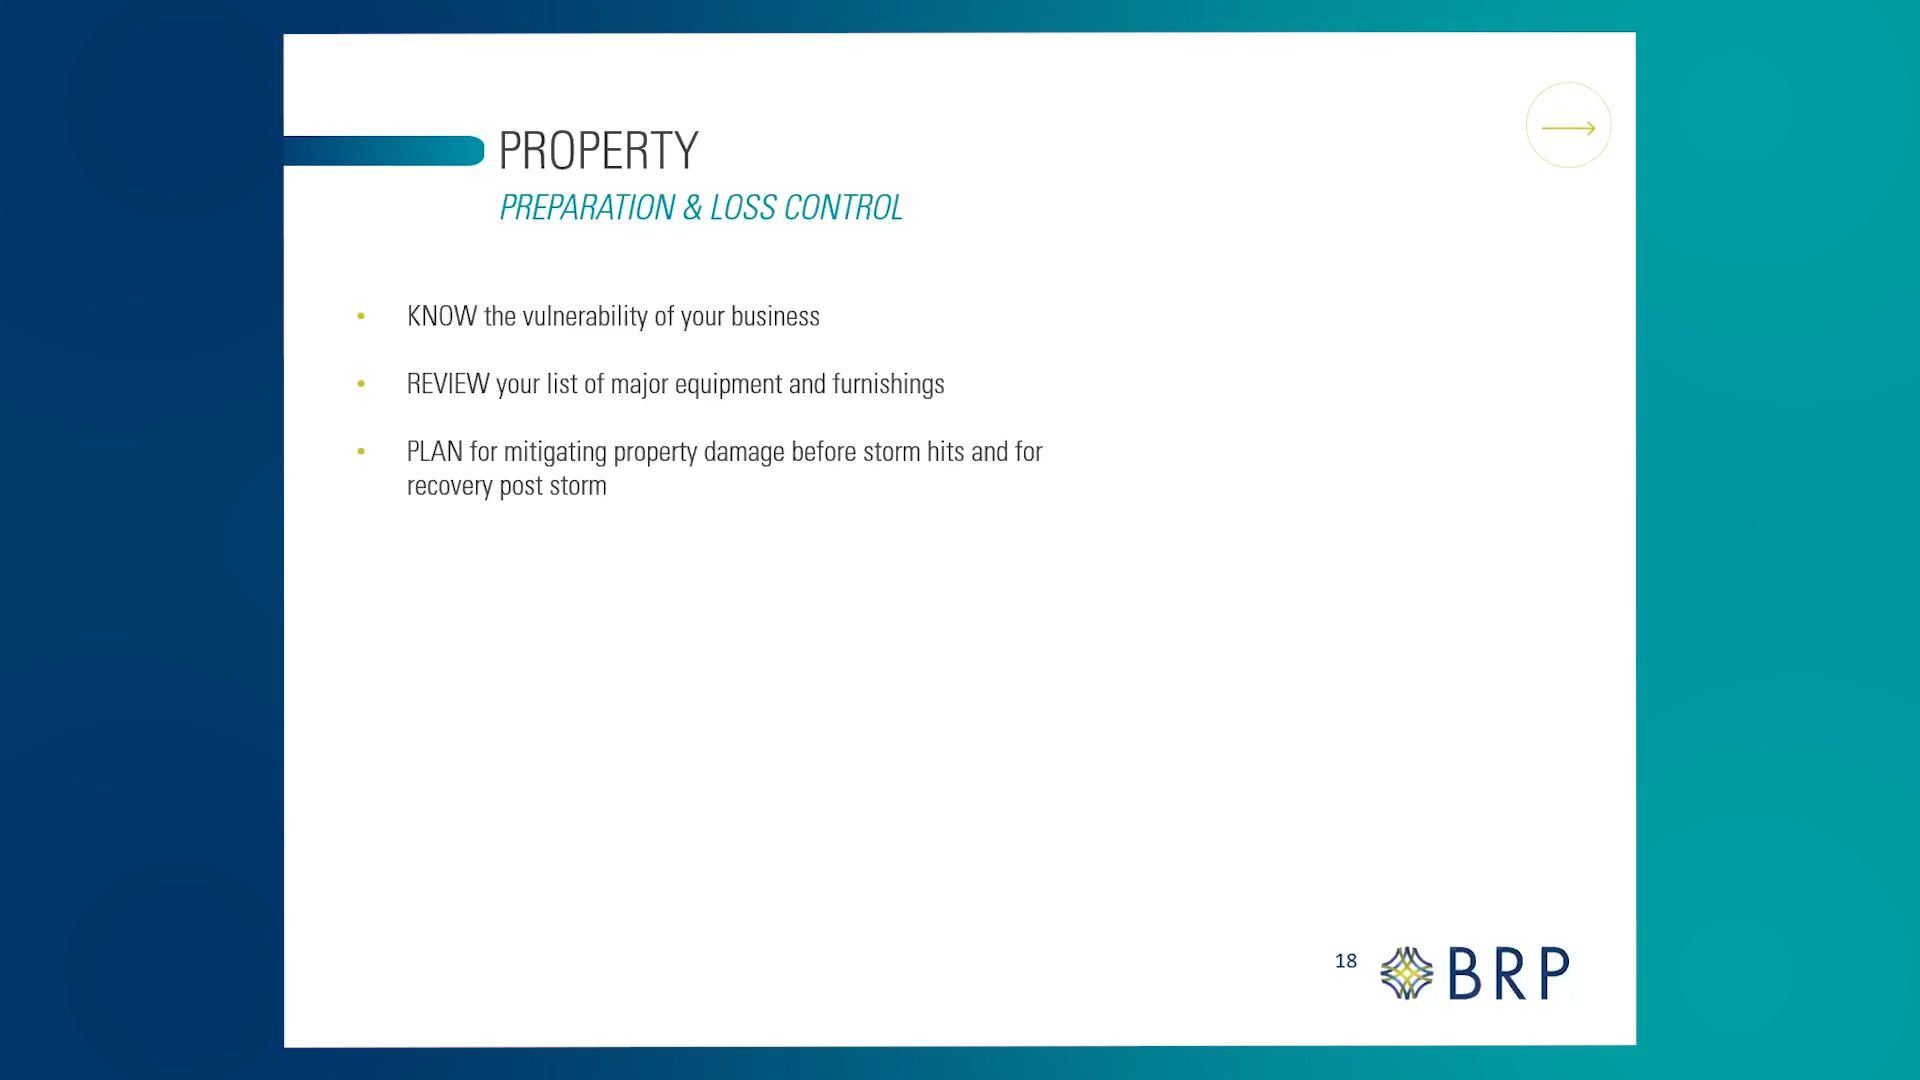 PROPERTY
PREPARATION & LOSS CONTROL
• KNOW the vulnerability of your business
• REVIEW your list of major equipment and furnishings
• PLAN for mitigating property damage before storm hits and for
recovery post storm
18
BRP